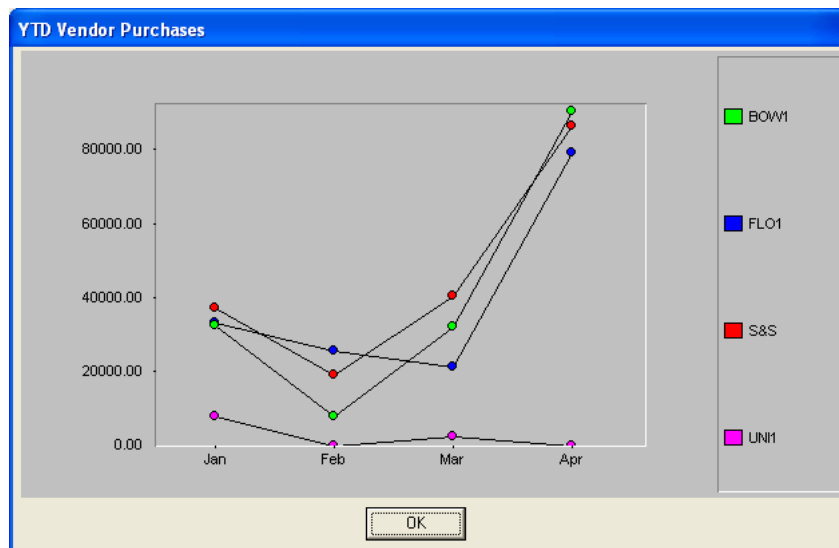 YTD Vendor Purchases
80000.00
60000.00
40000.00
20000.00
0.00
Jan Feb Mar Apr
BOW1
FLO1
S&S
UNI1
OK